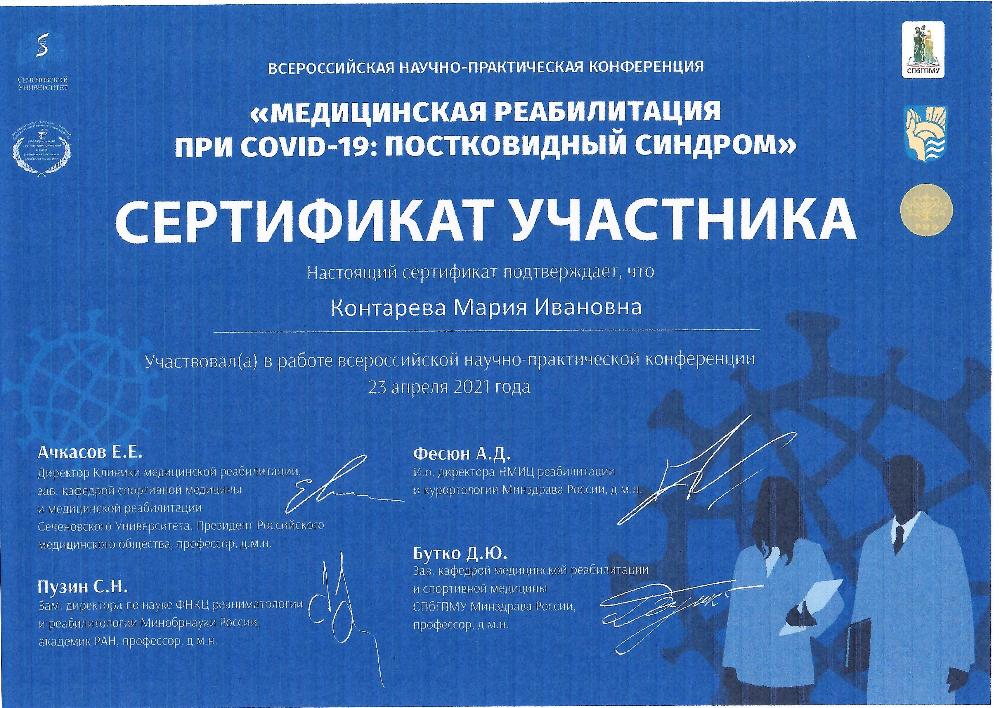 Сеченовский
Университет
СПбГПМУ
ВСЕРОССИЙСКАЯ НАУЧНО-ПРАКТИЧЕСКАЯ КОНФЕРЕНЦИЯ
«МЕДИЦИНСКАЯ РЕАБИЛИТАЦИЯ
ПРИ COVID-19: ПОСТКОВИДНЫЙ СИНДРОМ»
СЕРТИФИКАТ УЧАСТНИКА
Настоящий сертификат подтверждает, что
Контарева Мария Ивановна
Участвовал(а) в работе всероссийской научно-практической конференции
23 апреля 2021 года
Ачкасов Е.Е.
Директор Клиники медицинской реабилитации,
зав. кафедрой спортивной медицины
и медицинской реабилитации
Сеченовского Университета, Президент Российского
медицинского общества, профессор, д.м.н.
Пузин С.Н.
Зам. директора по науке ФНКЦ реаниматологии
и реабилитологии Минобрнауки России,
академик РАН, профессор, д.м.н.
Фесюн А.Д.
И.о. директора НМИЦ реабилитации
и курортологии Минздрава России, д.м.н.
Бутко Д.Ю.
Зав. кафедрой медицинской реабилитации
и спортивной медицины
СПбГПМУ Минздрава России,
профессор, д.м.н.